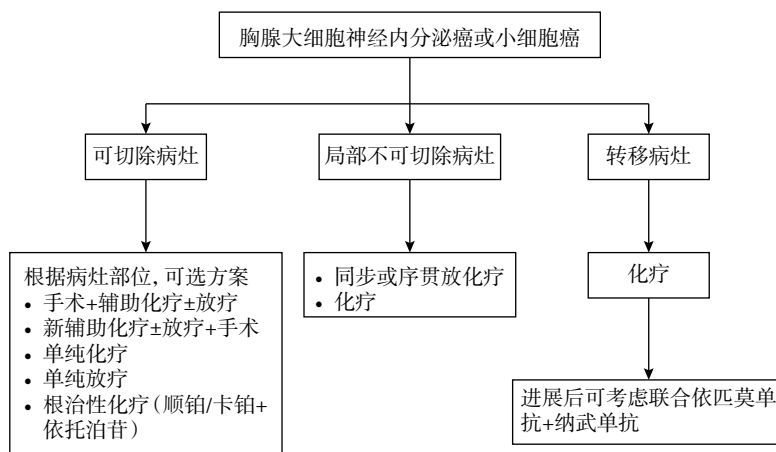 胸腺大细胞神经内分泌癌或小细胞癌
可切除病灶
局部不可切除病灶
转移病灶
根据病灶部位，可选方案
• 手术+辅助化疗±放疗
• 新辅助化疗±放疗+手术
• 单纯化疗
• 单纯放疗
• 根治性化疗（顺铂/卡铂+
依托泊苷）
• 同步或序贯放化疗
• 化疗
化疗
进展后可考虑联合依匹莫单
抗+纳武单抗